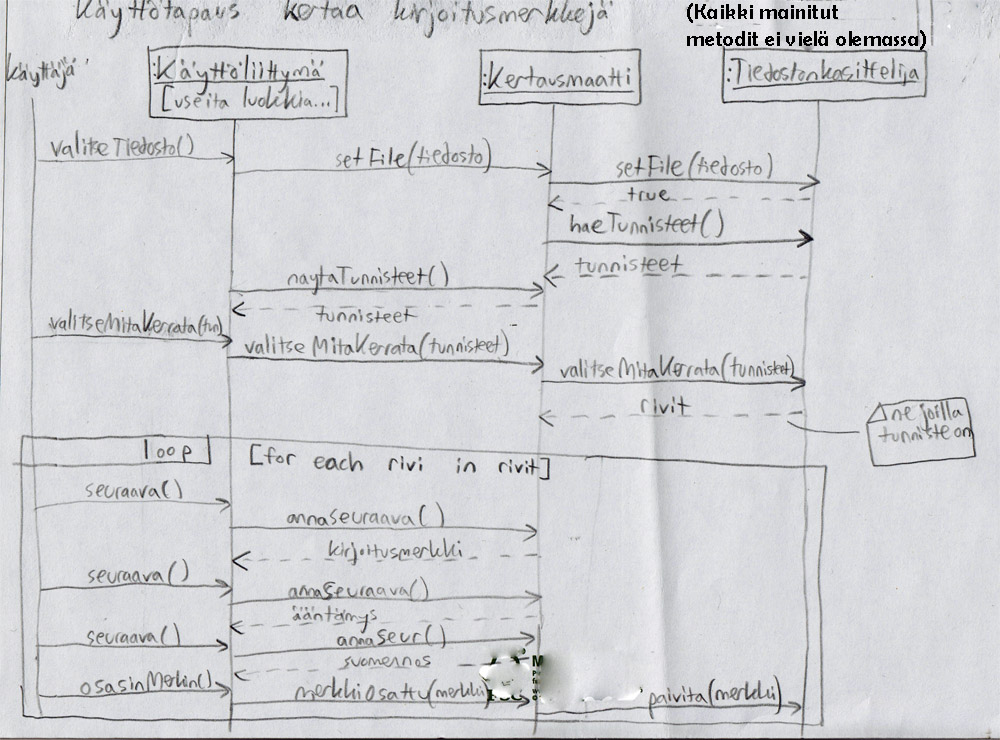 Käyttötapaus kertaa kirjoitusmerkkejä
(Kaikki mainitut
metodit ei vielä olemassa)
Käyttäjä
:Käyttöliittymä
[useita luokkia...]
:Kertausmaatti
:Tiedostonkäsittelija
valitseTiedosto()
setFile(tiedosto)
setFile(tiedosto)
true
haeTunnisteet()
tunnisteet
naytaTunnisteet()
tunnisteet
valitseMitaKerrata(tun)
valitseMitaKerrata(tunnisteet)
valitseMitaKerrata(tunnisteet)
rivit
ne joilla
tunniste on
loop
[for each rivi in rivit]
seuraava()
annaSeuraava()
kirjoitusmerkki
seuraava()
annaSeuraava()
ääntämys
seuraava()
annaSeur()
suomennos
osasinMerkin()
merkkiOsattu(merkki)
paivita(merkki)